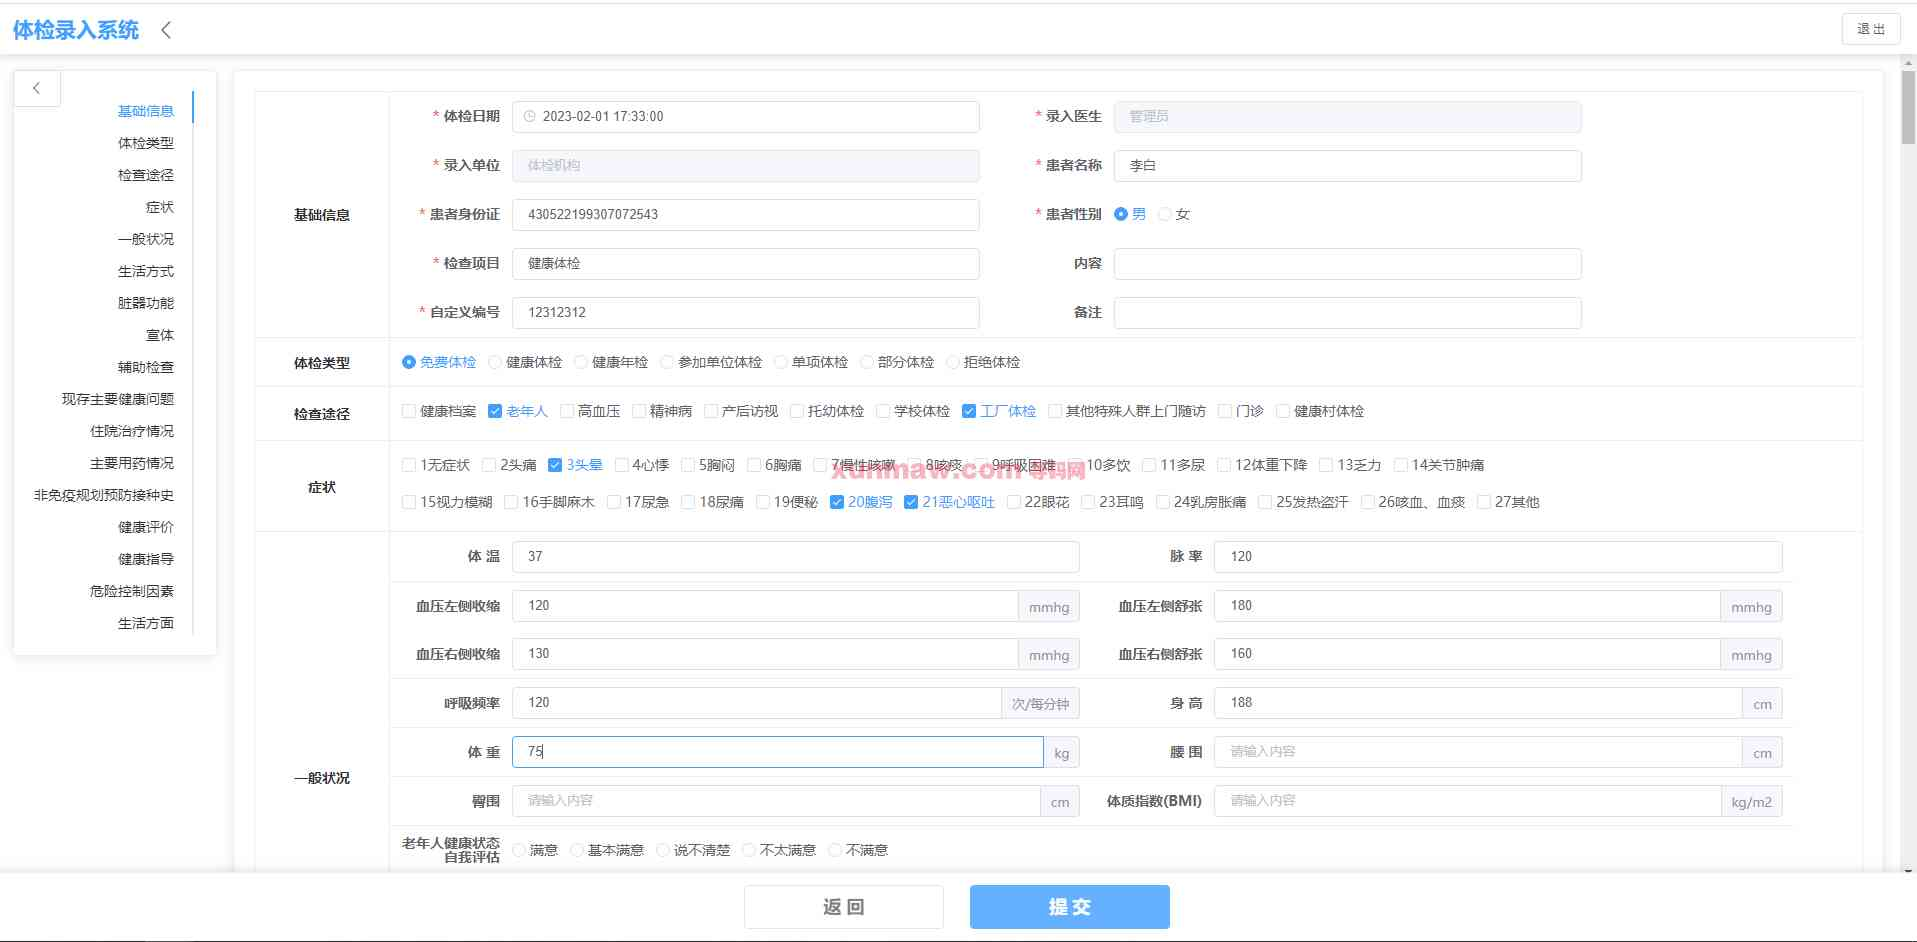 体检录入系统
退 出
基础信息
体检类型
检查途径
症状
一般状况
生活方式
脏器功能
宣体
辅助检查
现存主要健康问题
住院治疗情况
主要用药情况
非免疫规划预防接种史
健康评价
健康指导
危险控制因素
生活方面
基础信息
* 体检日期 2023-02-01 17:33:00 * 录入医生 管理员
* 录入单位 体检机构 * 患者名称 李白
* 患者身份证 430522199307072543 * 患者性别 男 女
* 检查项目 健康体检 内容
* 自定义编号 12312312 备注
体检类型 免费体检 健康体检 健康年检 参加单位体检 单项体检 部分体检 拒绝体检
检查途径 健康档案 老年人 高血压 精神病 产后访视 托幼体检 学校体检 工厂体检 其他特殊人群上门随访 门诊 健康村体检
症状
1无症状 2头痛 3头晕 4心悸 5胸闷 6胸痛 7慢性咳嗽 8咳痰 9呼吸困难 10多饮 11多尿 12体重下降 13乏力 14关节肿痛
xunmaw.com 寻码网
15视力模糊 16手脚麻木 17尿急 18尿痛 19便秘 20腹泻 21恶心呕吐 22眼花 23耳鸣 24乳房胀痛 25发热盗汗 26咳血、血痰 27其他
一般状况
体 温 37 脉 率 120
血压左侧收缩 120 mmhg 血压左侧舒张 180 mmhg
血压右侧收缩 130 mmhg 血压右侧舒张 160 mmhg
呼吸频率 120 次/每分钟 身 高 188 cm
体 重 75 kg 腰 围 请输入内容 cm
臀围 请输入内容 cm 体质指数(BMI) 请输入内容 kg/m2
老年人健康状态
自我评估 满意 基本满意 说不清楚 不太满意 不满意
返 回
提 交